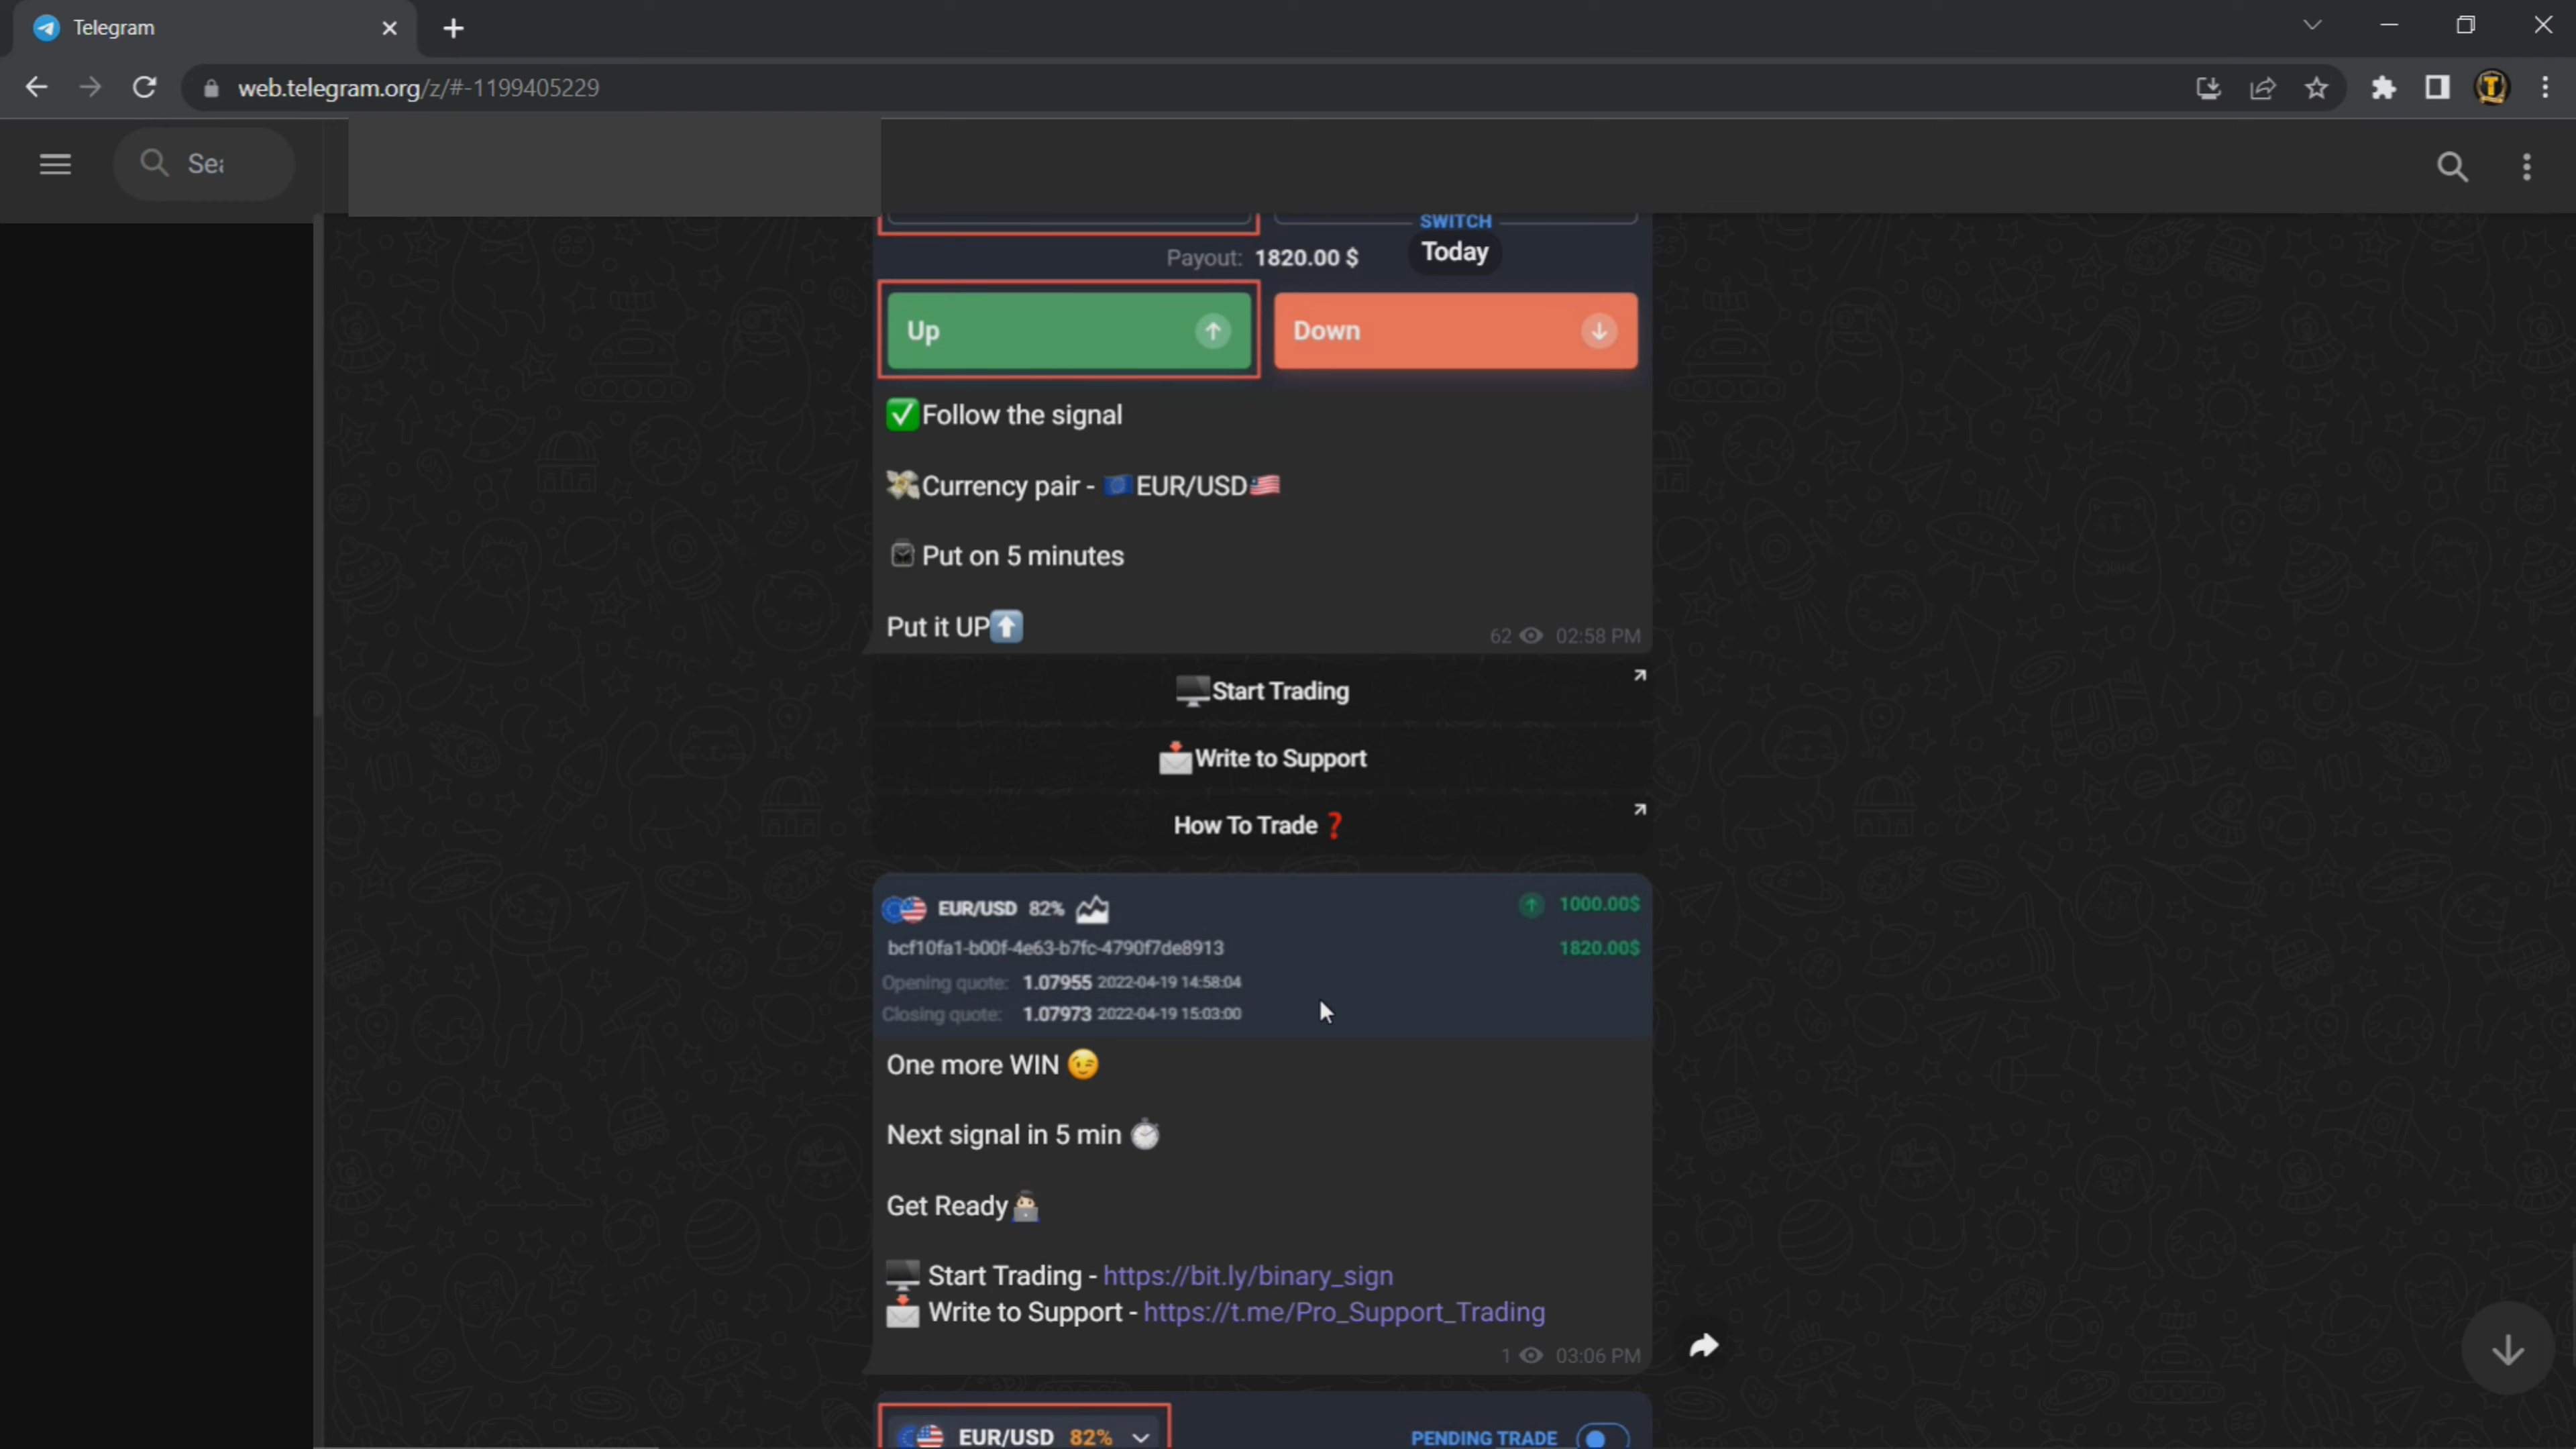 Telegram
web.telegram.org/z/#-1199405229
Sea
SWITCH
Payout: 1820.00 $
Today
Up
Down
✅Follow the signal
💸Currency pair - 🇪🇺EUR/USD🇺🇸
Put on 5 minutes
Put it UP⬆️
62 02:58 PM
🖥Start Trading
📩Write to Support
How To Trade ❓
EUR/USD 82%
1000.00$
bcf10fa1-b00f-4e63-b7fc-4790f7de8913
1820.00$
Opening quote: 1.07955 2022-04-19 14:58:04
Closing quote: 1.07973 2022-04-19 15:03:00
One more WIN 😉
Next signal in 5 min ⏱
Get Ready👨🏻‍💻
🖥 Start Trading - https://bit.ly/binary_sign
📩 Write to Support - https://t.me/Pro_Support_Trading
1 03:06 PM
EUR/USD 82%
PENDING TRADE